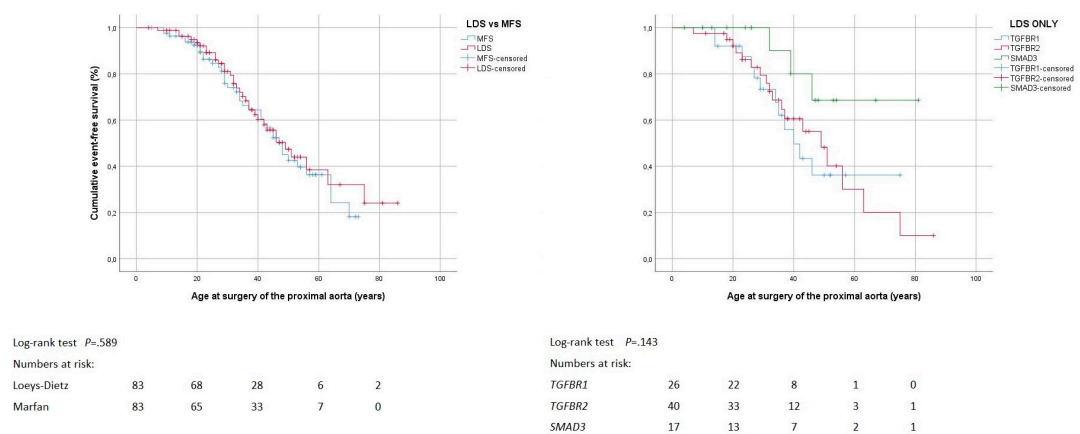 LDS vs MFS
MFS
LDS
MFS-censored
LDS-censored
Cumulative event-free survival (%)
1,0
0,8
0,6
0,4
0,2
0,0
0 20 40 60 80 100
Age at surgery of the proximal aorta (years)
LDS ONLY
TGFBR1
TGFBR2
SMAD3
TGFBR1-censored
TGFBR2-censored
SMAD3-censored
1,0
0,8
0,6
0,4
0,2
0,0
0 20 40 60 80 100
Age at surgery of the proximal aorta (years)
Log-rank test P=.589
Numbers at risk:
Loeys-Dietz 83 68 28 6 2
Marfan 83 65 33 7 0
Log-rank test P=.143
Numbers at risk:
TGFBR1 26 22 8 1 0
TGFBR2 40 33 12 3 1
SMAD3 17 13 7 2 1